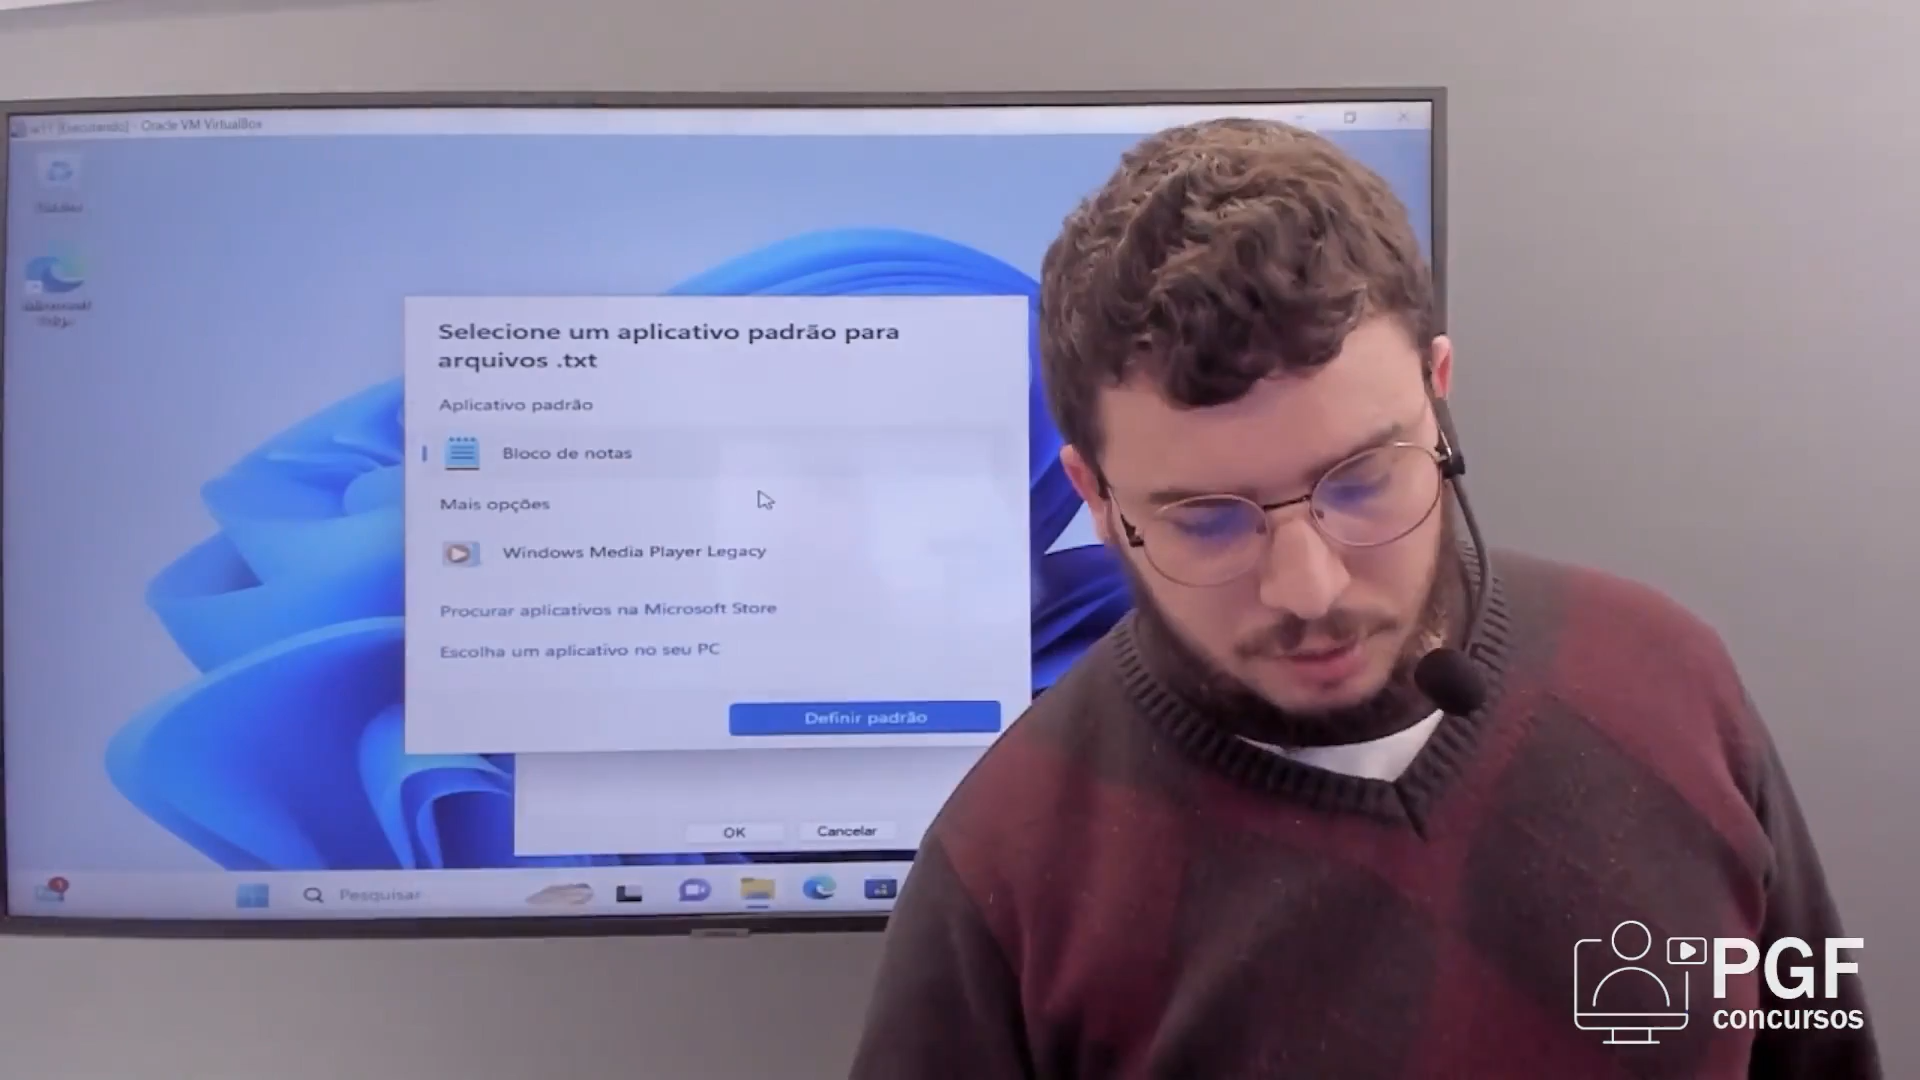 [Executando] - Oracle VM VirtualBox
Selecione um aplicativo padrão para
arquivos .txt
Aplicativo padrão
Bloco de notas
Mais opções
Windows Media Player Legacy
Procurar aplicativos na Microsoft Store
Escolha um aplicativo no seu PC
Definir padrão
OK
Cancelar
Pesquisar
PGF
concursos